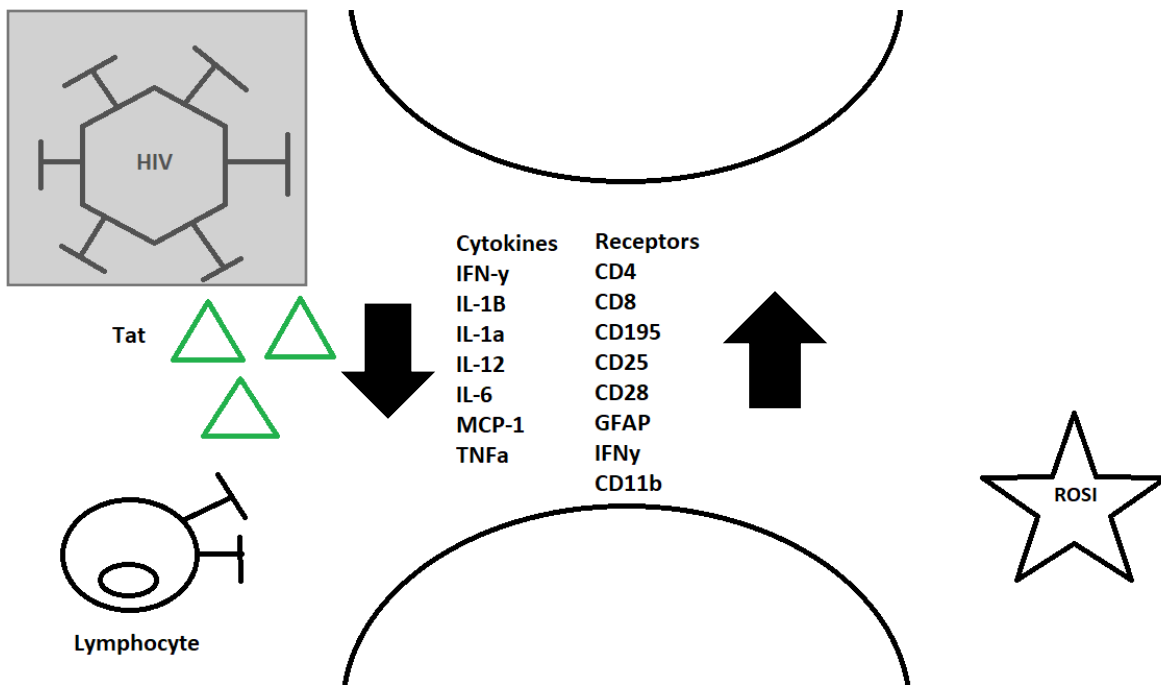 HIV
Tat
Cytokines
IFN-y
IL-1B
IL-1a
IL-12
IL-6
MCP-1
TNFa
Receptors
CD4
CD8
CD195
CD25
CD28
GFAP
IFNy
CD11b
ROSI
Lymphocyte